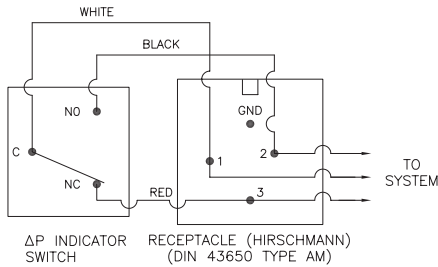 WHITE
BLACK
NO
GND
C
1
2
TO
SYSTEM
NC
RED
3
ΔP INDICATOR
SWITCH
RECEPTACLE (HIRSCHMANN)
(DIN 43650 TYPE AM)